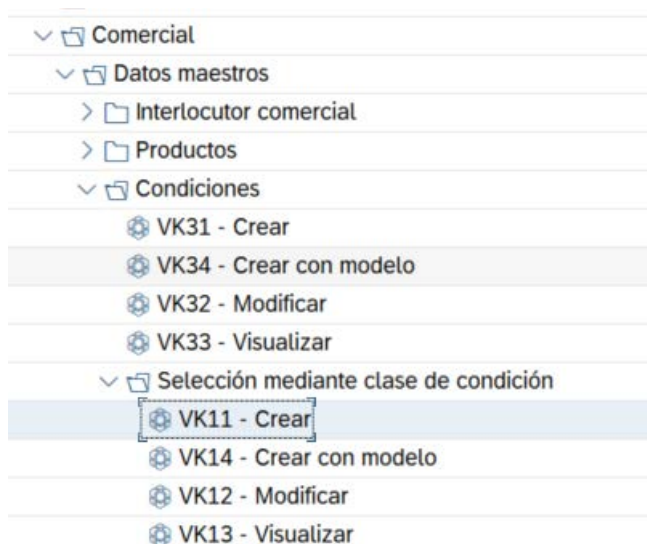 Comercial
Datos maestros
Interlocutor comercial
Productos
Condiciones
VK31 - Crear
VK34 - Crear con modelo
VK32 - Modificar
VK33 - Visualizar
Selección mediante clase de condición
VK11 - Crear
VK14 - Crear con modelo
VK12 - Modificar
VK13 - Visualizar